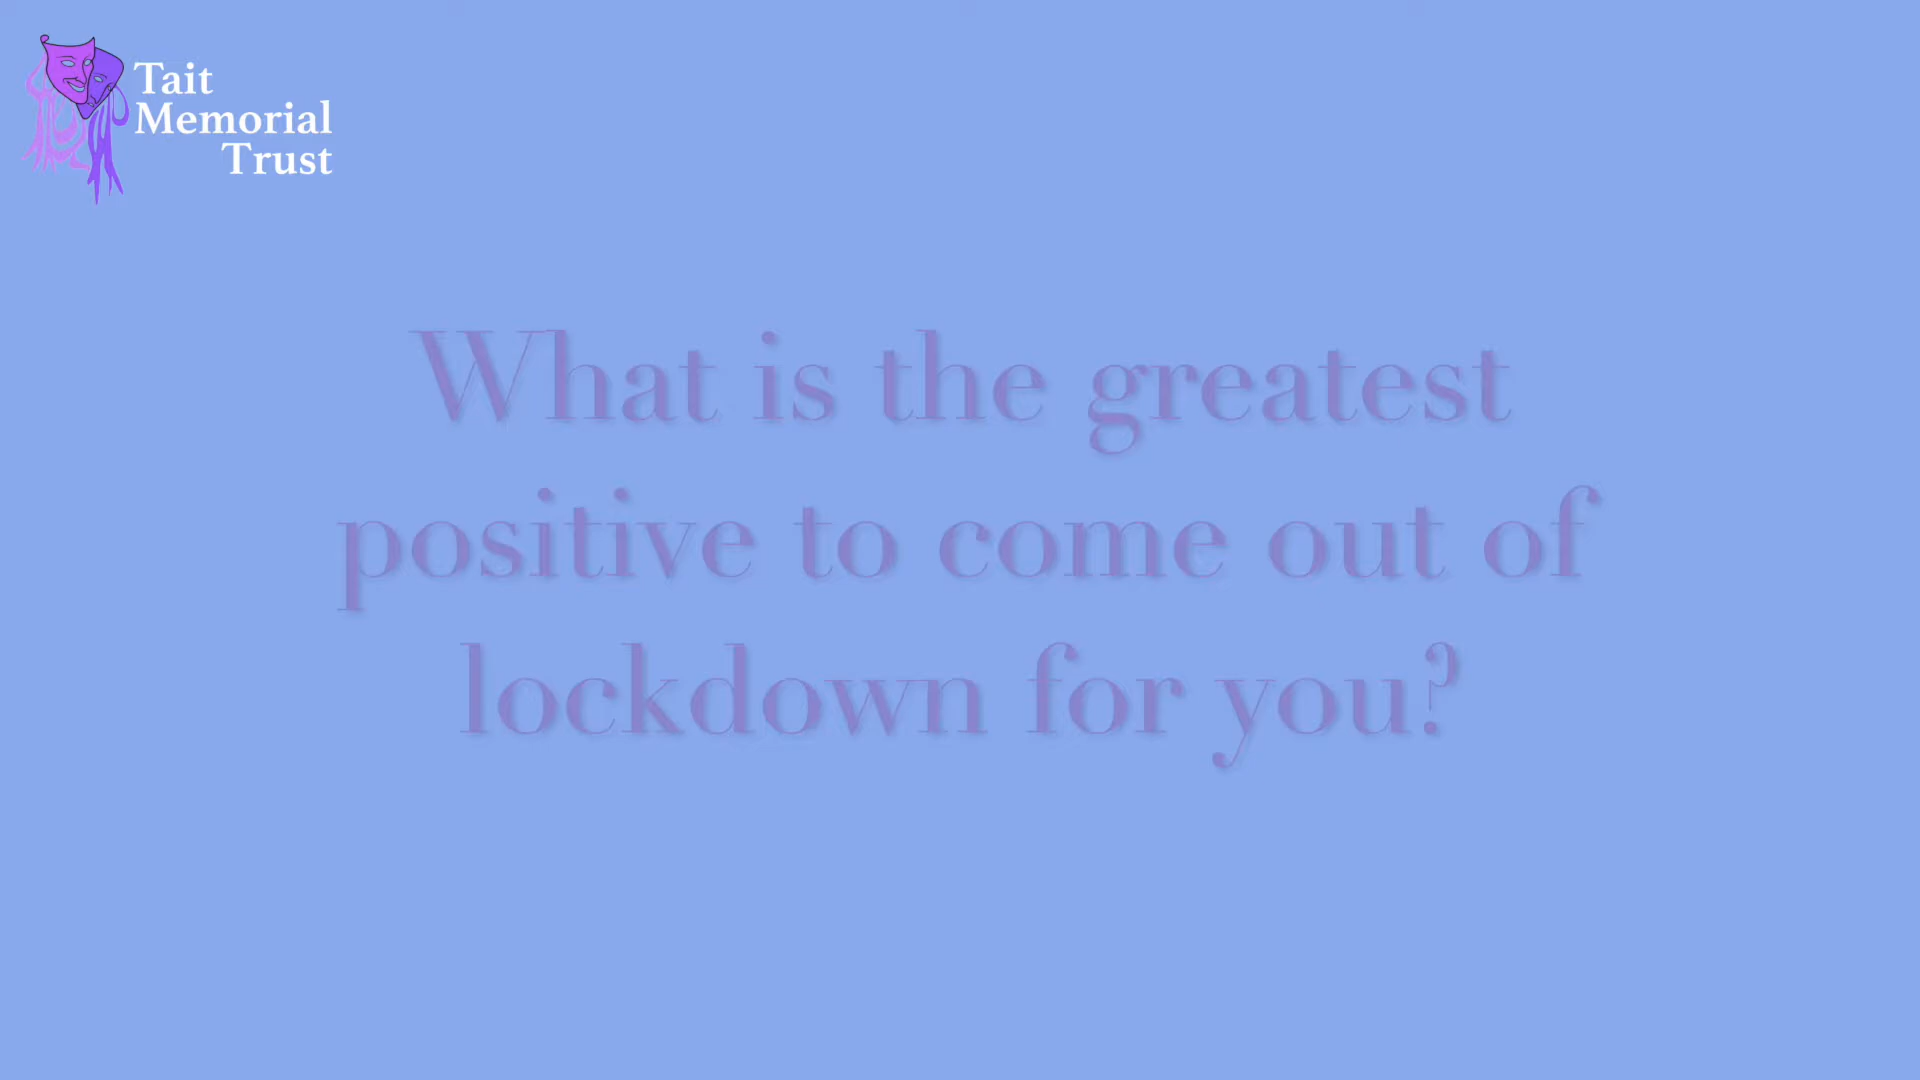 Tait
Memorial
Trust
What is the greatest
positive to come out of
lockdown for you?